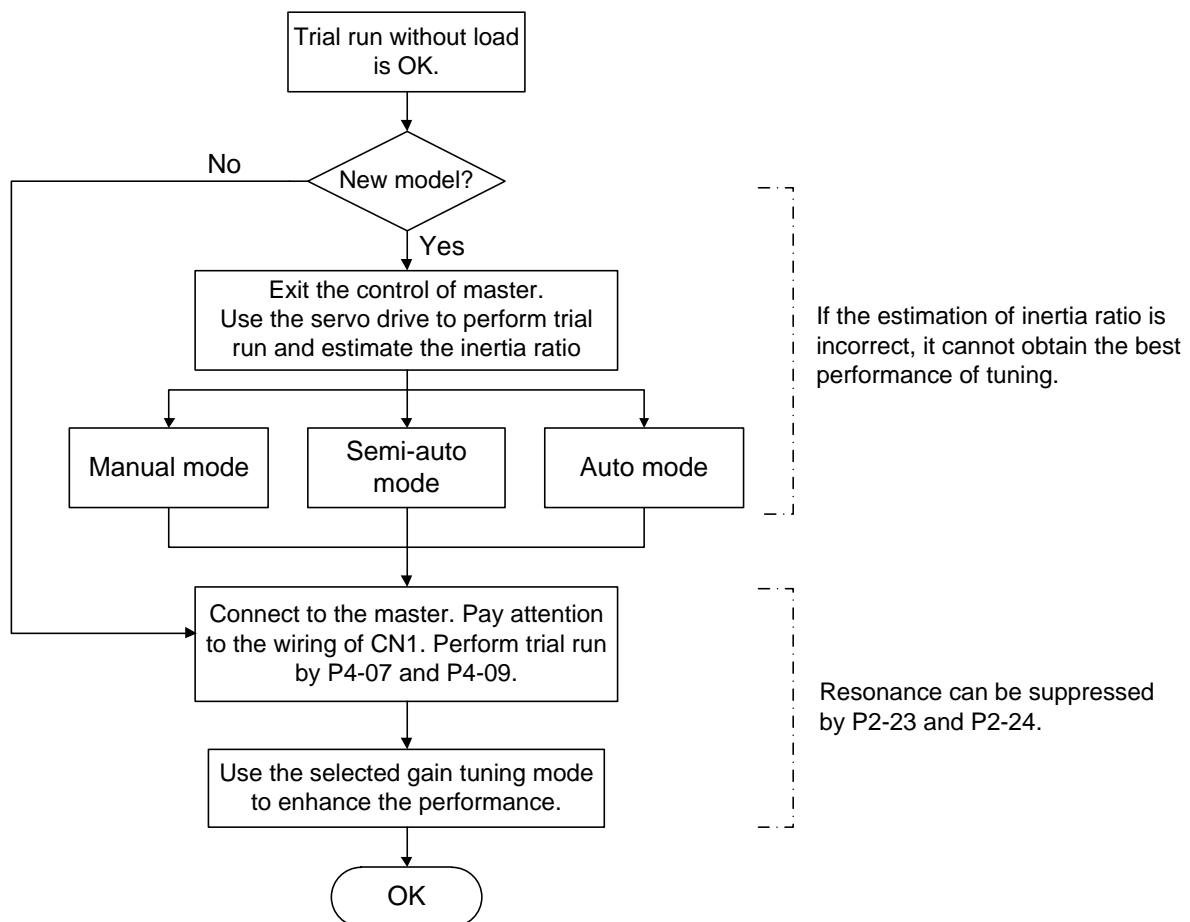 Trial run without load
is OK.
No
New model?
Yes
Exit the control of master.
Use the servo drive to perform trial
run and estimate the inertia ratio
If the estimation of inertia ratio is
incorrect, it cannot obtain the best
performance of tuning.
Manual mode
Semi-auto
mode
Auto mode
Connect to the master. Pay attention
to the wiring of CN1. Perform trial run
by P4-07 and P4-09.
Resonance can be suppressed
by P2-23 and P2-24.
Use the selected gain tuning mode
to enhance the performance.
OK